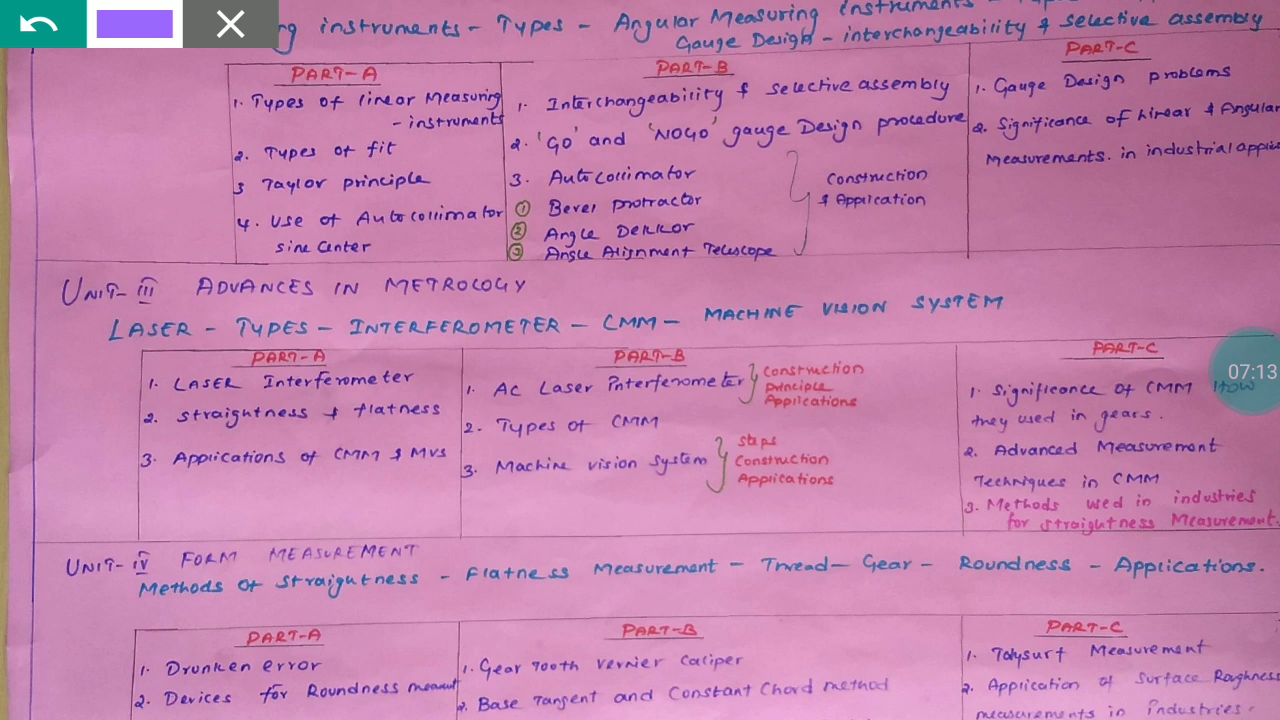 ng instruments - Types - Angular Measuring instruments -
Gauge Design - interchangeability & selective assembly
PART-A
1. Types of linear Measuring
- instruments
2. Types of fit
3 Taylor principle
4. Use of Autocollimator
sine center
PART-B
1. Interchangeability & selective assembly
2. 'GO' and 'NOGO' gauge Design procedure
3. Autocollimator
① Bevel protractor
② Angle Dekkor
③ Angle Alignment Telescope
Construction
& Application
PART-C
1. Gauge Design problems
2. Significance of Linear & Angular
Measurements. in industrial
UNIT-III ADVANCES IN METROLOGY
LASER - TYPES - INTERFEROMETER - CMM - MACHINE VISION SYSTEM
PART-A
1. LASER Interferometer
2. straightness & flatness
3. Applications of CMM & MVS
PART-B
1. AC Laser Interferometer
Construction
Principle
Applications
2. Types of CMM
3. Machine vision system
steps
Construction
Applications
PART-C
1. Significance of CMM How
they used in gears.
2. Advanced Measurement
Techniques in CMM
3. Methods used in industries
for straightness Measurement.
07:13
UNIT-IV FORM MEASUREMENT
Methods of straightness - Flatness Measurement - Thread - Gear - Roundness - Applications.
PART-A
1. Drunken error
2. Devices for Roundness
PART-B
1. Gear Tooth vernier caliper
2. Base Tangent and Constant Chord method
PART-C
1. Talysurf Measurement
2. Application of Surface Roughness
measurements in industries.